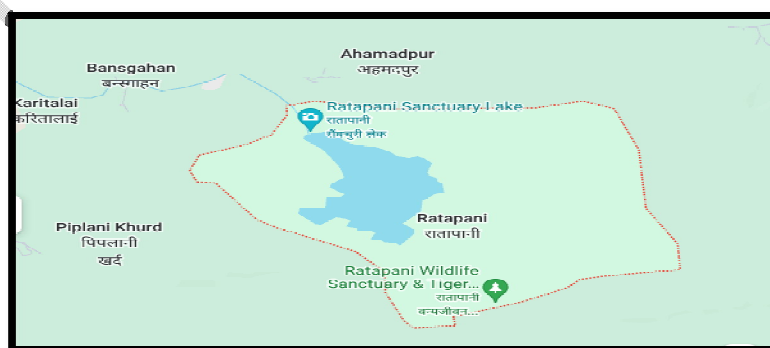 Ahamadpur
अहमदपुर
Bansgahan
बन्सगाहन
Karitalai
करितालाई
Ratapani Sanctuary Lake
रातापानी
सैंक्चुरी लेक
Piplani Khurd
पिपलानी
खुर्द
Ratapani
रातापानी
Ratapani Wildlife
Sanctuary & Tiger...
रातापानी
वन्यजीवन...